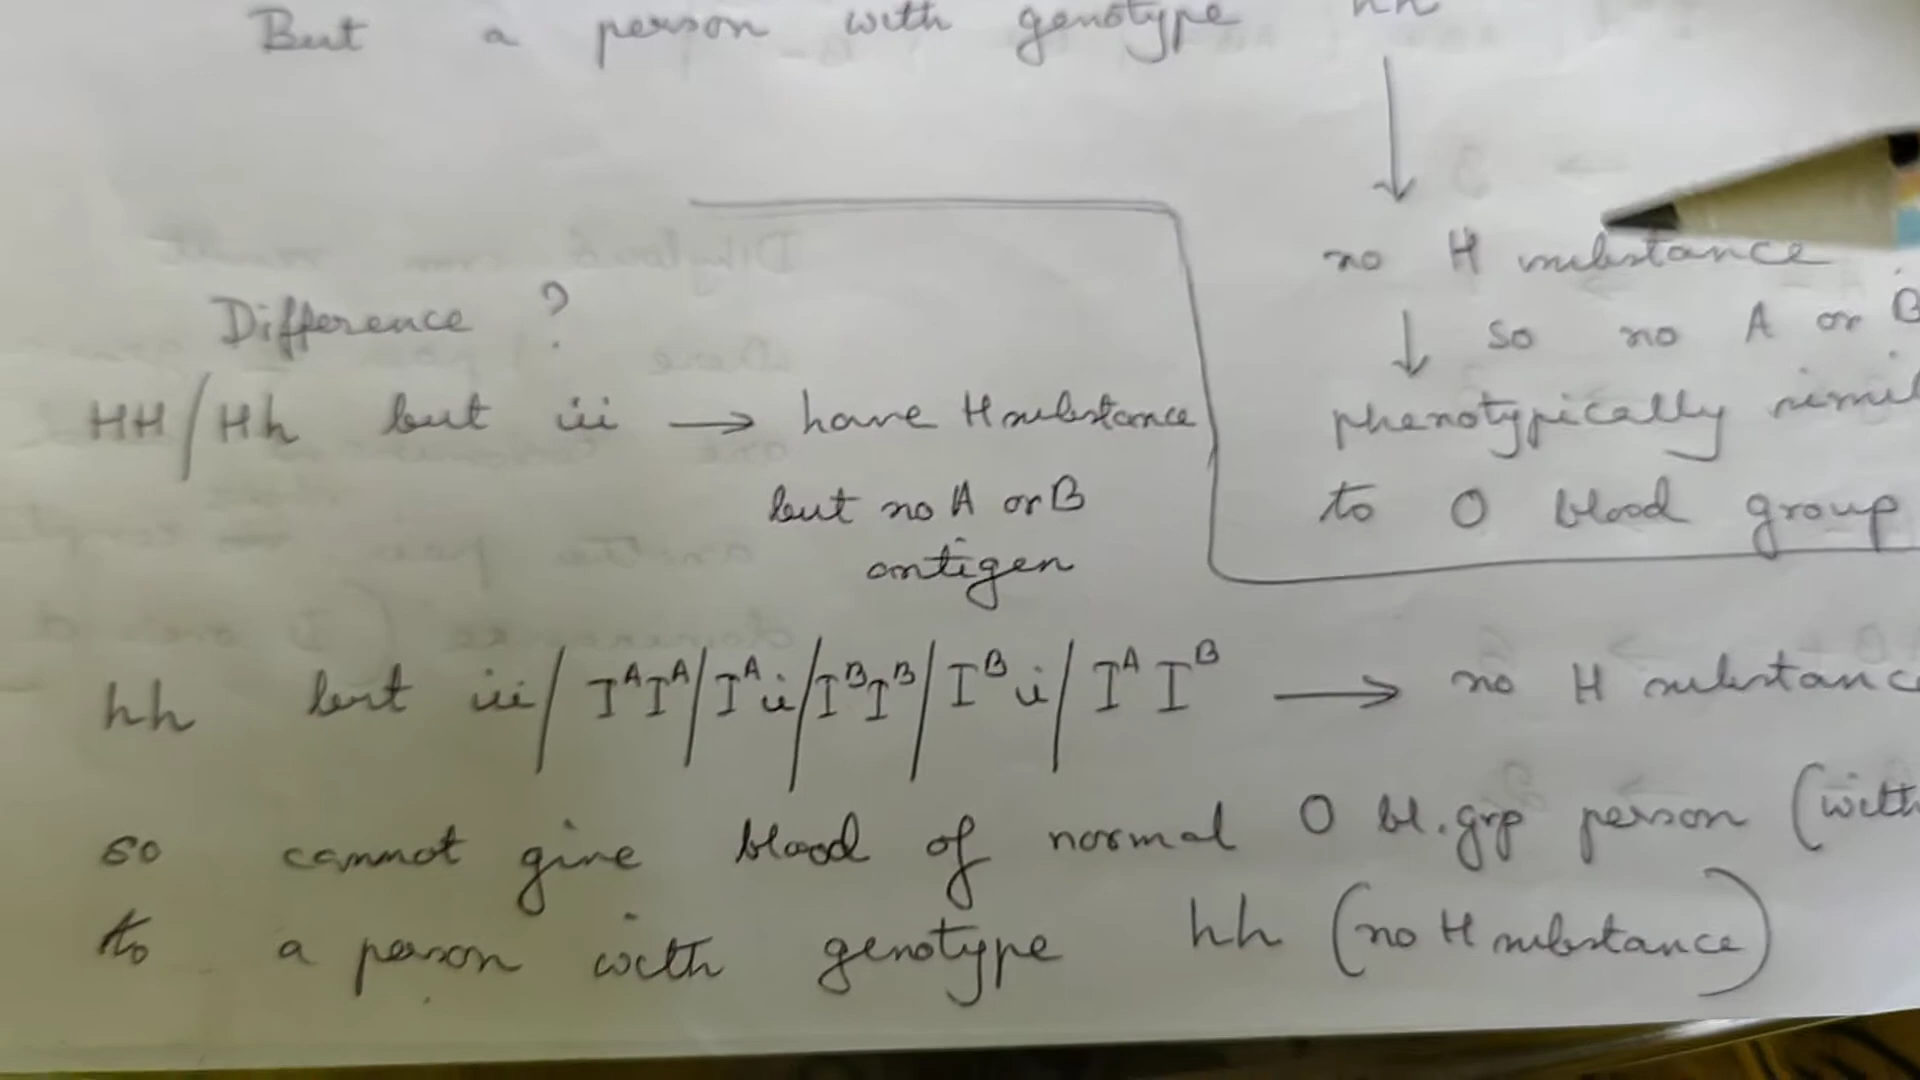 But a person with genotype hh
↓
no H substance
↓ so no A or B
phenotypically
to O blood group
Difference ?
HH/Hh but ii → have H substance
but no A or B
antigen
hh but ii/ IᴬIᴬ/Iᴬi/IᴮIᴮ/Iᴮi/ IᴬIᴮ → no H substance
so cannot give blood of normal O bl.grp person (with
to a person with genotype hh (no H substance)